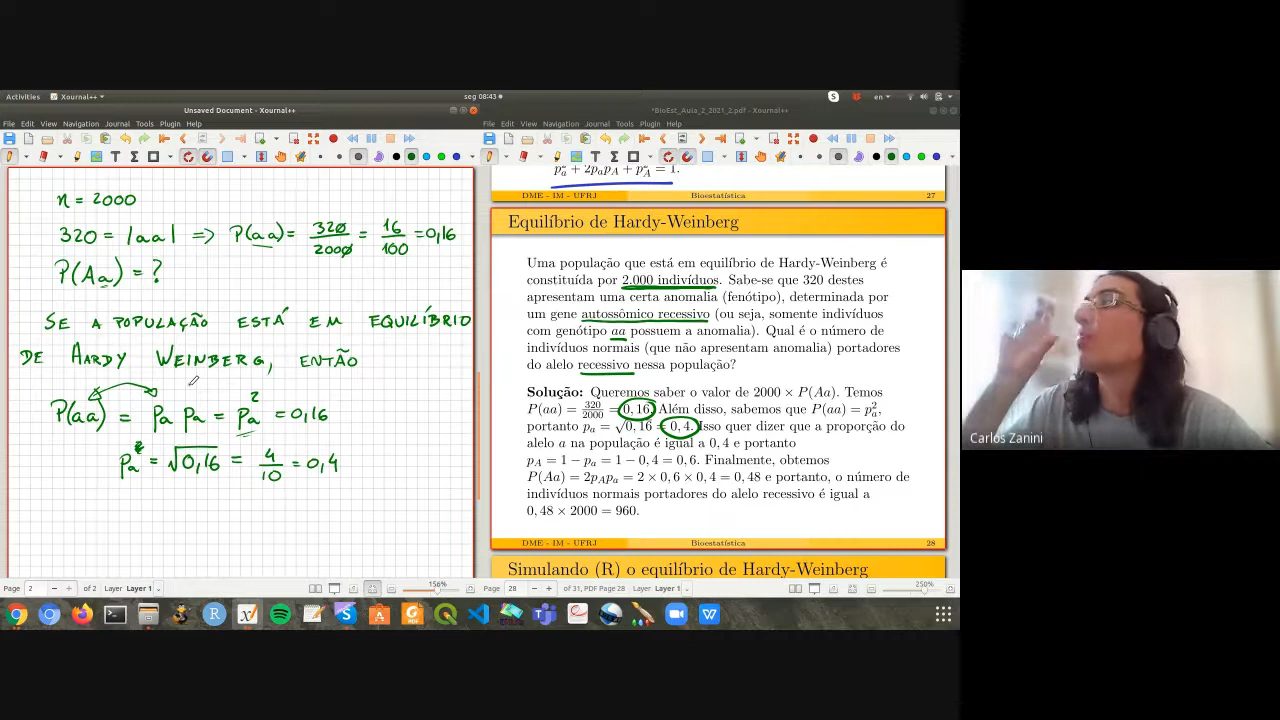 Activities Xournal++ seg 08:43 en
Unsaved Document - Xournal++
*BioEst_Aula_2_2021_2.pdf - Xournal++
File Edit View Navigation Journal Tools Plugin Help
File Edit View Navigation Journal Tools Plugin Help
n = 2000
320 = |aa| => P(aa) = 320/2000 = 16/100 = 0,16
P(Aa) = ?
SE A POPULAÇÃO ESTÁ EM EQUILÍBRIO
DE HARDY WEINBERG, ENTÃO
P(aa) = pa pa = pa² = 0,16
pa = √0,16 = 4/10 = 0,4
p²a + 2papA + p²A = 1.
DME - IM - UFRJ Bioestatística 27
Equilíbrio de Hardy-Weinberg
Uma população que está em equilíbrio de Hardy-Weinberg é
constituída por 2.000 indivíduos. Sabe-se que 320 destes
apresentam uma certa anomalia (fenótipo), determinada por
um gene autossômico recessivo (ou seja, somente indivíduos
com genótipo aa possuem a anomalia). Qual é o número de
indivíduos normais (que não apresentam anomalia) portadores
do alelo recessivo nessa população?
Solução: Queremos saber o valor de 2000 × P(Aa). Temos
P(aa) = 320/2000 = 0,16. Além disso, sabemos que P(aa) = p²a,
portanto pa = √0,16 = 0,4. Isso quer dizer que a proporção do
alelo a na população é igual a 0,4 e portanto
pA = 1 − pa = 1 − 0,4 = 0,6. Finalmente, obtemos
P(Aa) = 2pApa = 2 × 0,6 × 0,4 = 0,48 e portanto, o número de
indivíduos normais portadores do alelo recessivo é igual a
0,48 × 2000 = 960.
DME - IM - UFRJ Bioestatística 28
Simulando (R) o equilíbrio de Hardy-Weinberg
Page 2 of 2 Layer Layer 1 156%
Page 28 of 31, PDF Page 28 Layer Layer 1 250%
Carlos Zanini